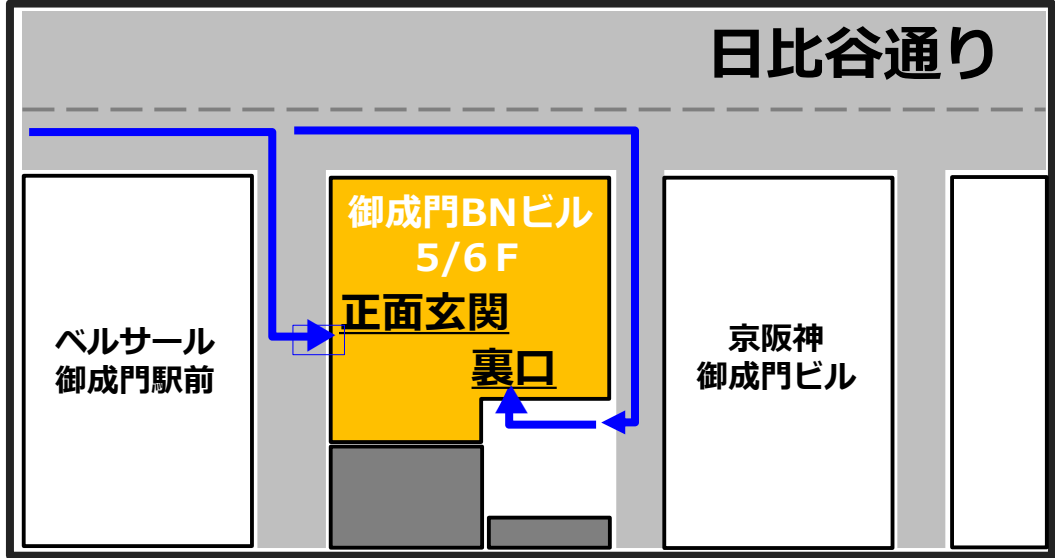 日比谷通り
御成門BNビル
5/6F
正面玄関
裏口
ベルサール
御成門駅前
京阪神
御成門ビル